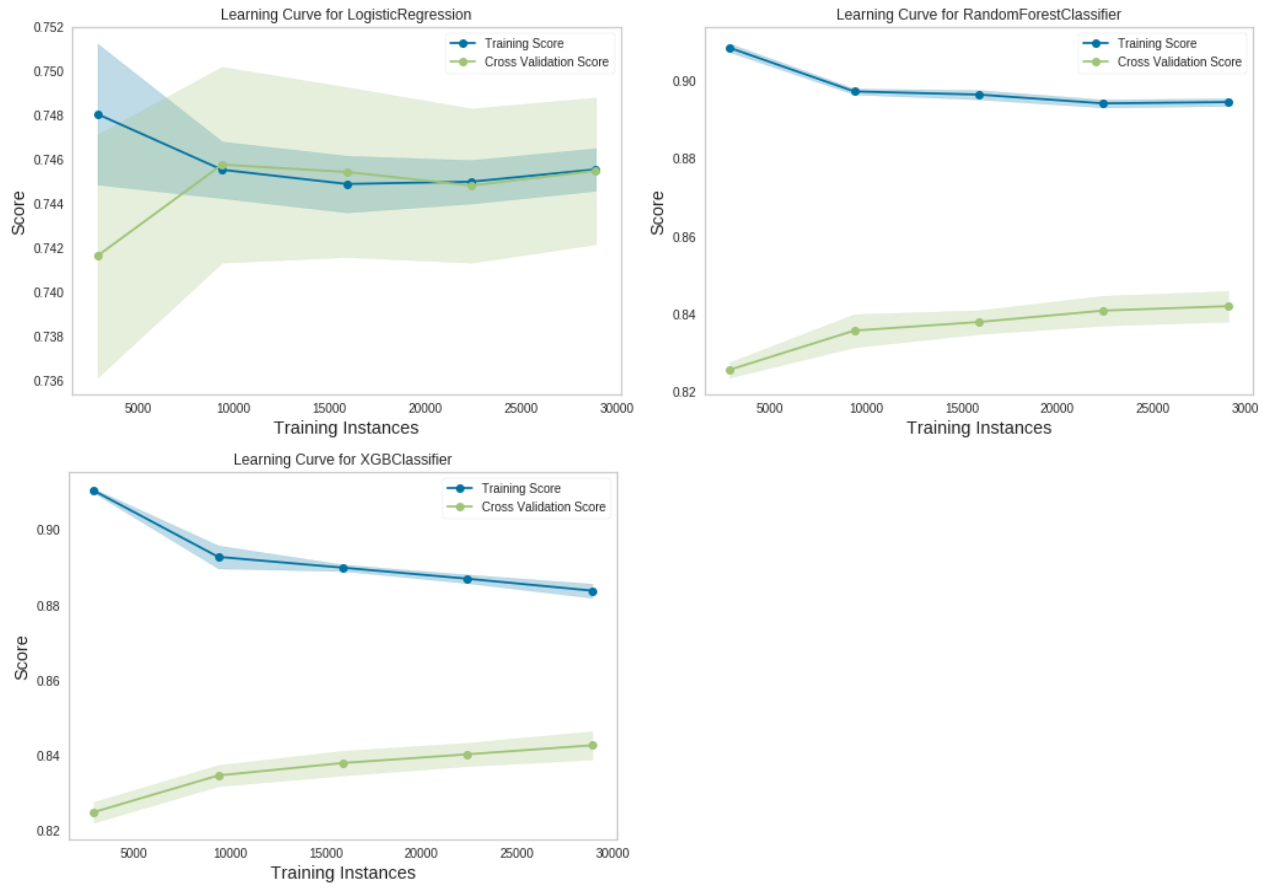 Learning Curve for LogisticRegression
Training Score
Cross Validation Score
0.752
0.750
0.748
0.746
0.744
0.742
0.740
0.738
0.736
Score
5000 10000 15000 20000 25000 30000
Training Instances
Learning Curve for RandomForestClassifier
Training Score
Cross Validation Score
0.90
0.88
0.86
0.84
0.82
Score
5000 10000 15000 20000 25000 3000
Training Instances
Learning Curve for XGBClassifier
Training Score
Cross Validation Score
0.90
0.88
0.86
0.84
0.82
Score
5000 10000 15000 20000 25000 30000
Training Instances